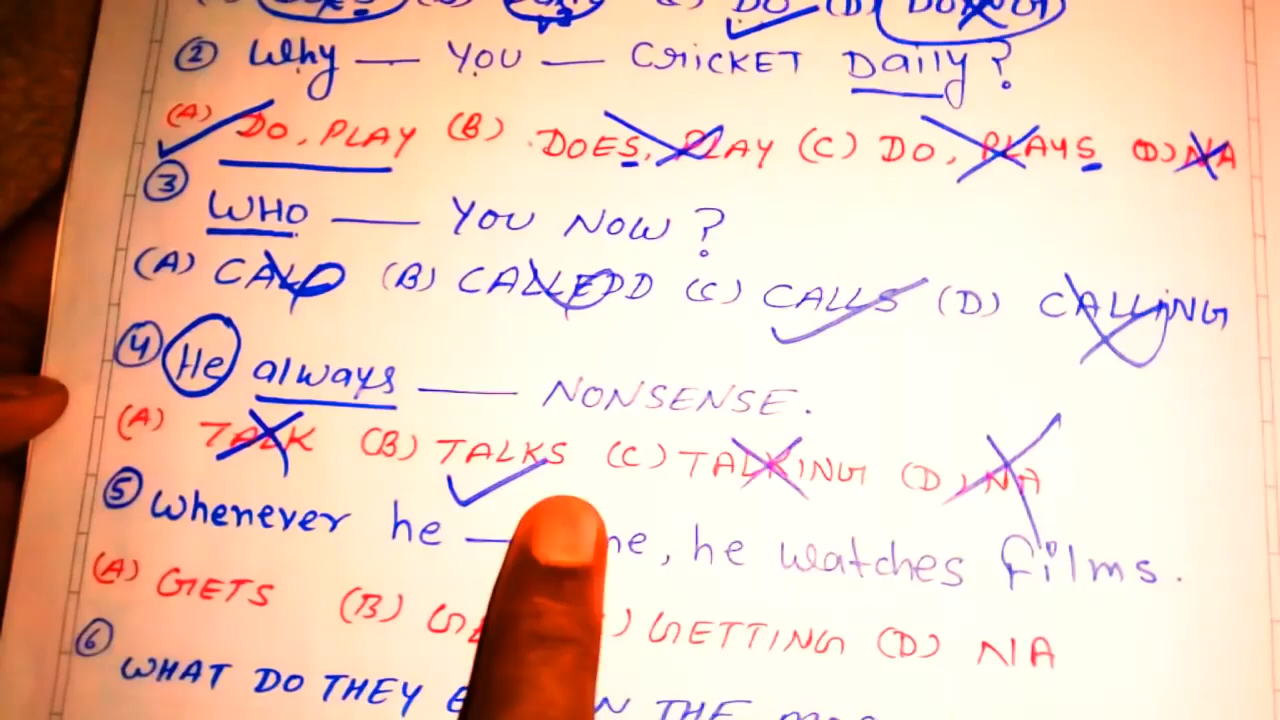 ② Why — YOU — CRICKET Daily?
(A) DO, PLAY (B) DOES, PLAY (C) DO, PLAYS (D) NA
③ WHO — YOU NOW?
(A) CALL (B) CALLEDD (C) CALLS (D) CALLING
④ He always — NONSENSE.
(A) TALK (B) TALKS (C) TALKING (D) NA
⑤ Whenever he — , he watches films.
(A) GETS (B) (C) GETTING (D) NA
⑥ WHAT DO THEY THE